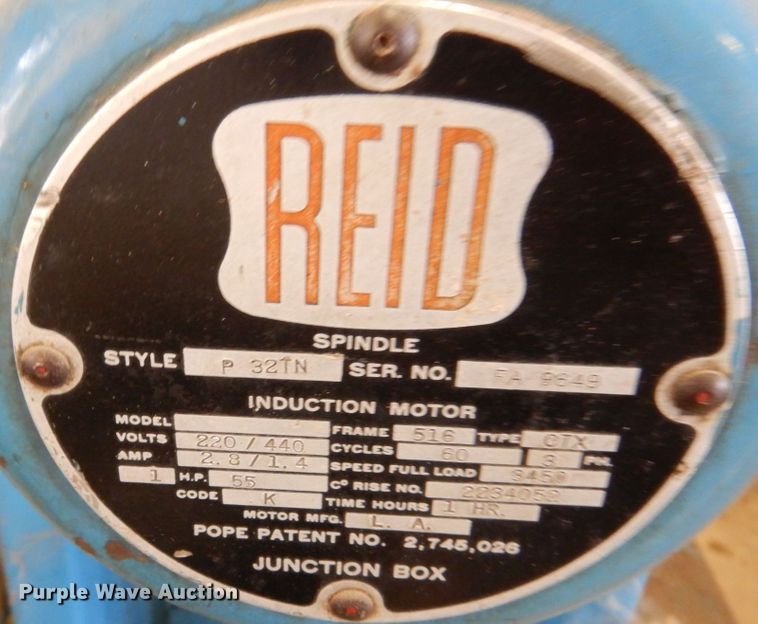 REID
SPINDLE
STYLE P 32TN SER. NO. FA 9649
INDUCTION MOTOR
MODEL FRAME 516 TYPE CTX
VOLTS 220 / 440 CYCLES 60 3 PH.
AMP 2.8 / 1.4 SPEED FULL LOAD 3450
1 H.P. 55 C° RISE NO. 2234052
CODE K TIME HOURS 1 HR.
MOTOR MFG. L. A.
POPE PATENT NO. 2,745,026
JUNCTION BOX
Purple Wave Auction